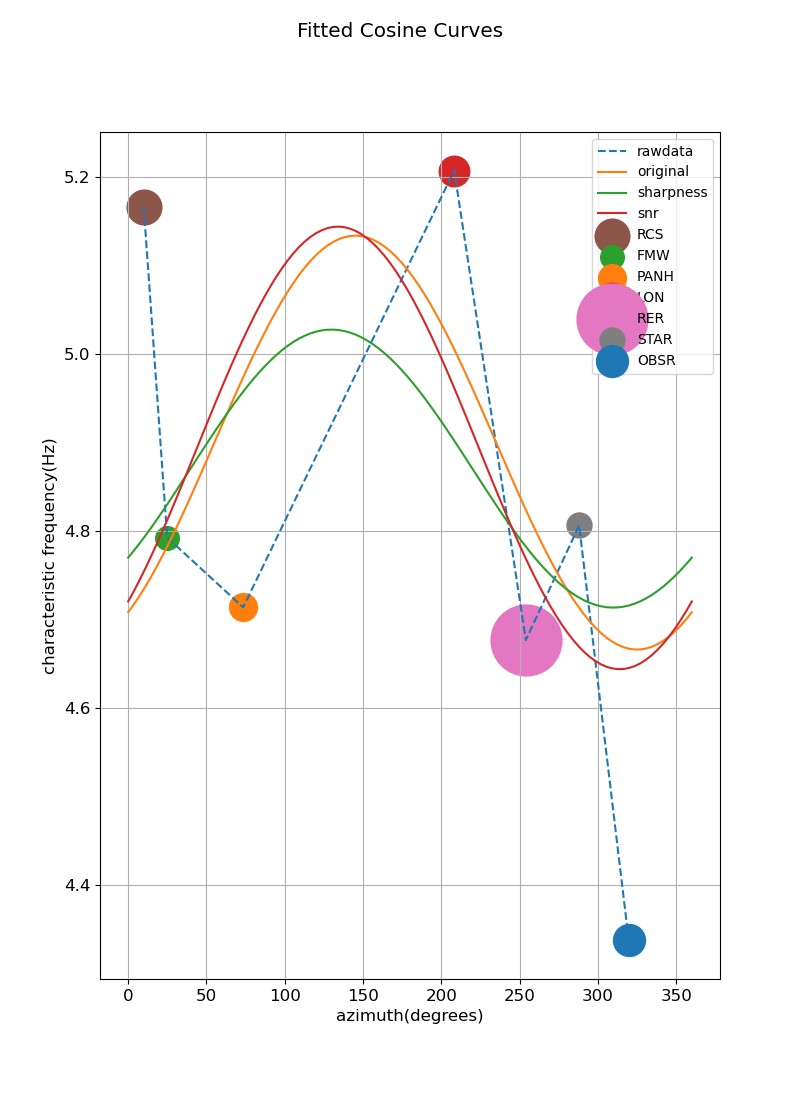 Fitted Cosine Curves
characteristic frequency(Hz)
5.2
5.0
4.8
4.6
4.4
rawdata
original
sharpness
snr
RCS
FMW
PANH
LON
RER
STAR
OBSR
0 50 100 150 200 250 300 350
azimuth(degrees)